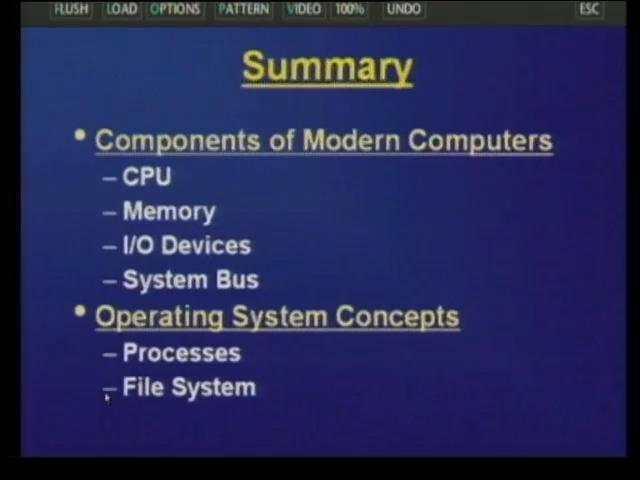 FLUSH LOAD OPTIONS PATTERN VIDEO 100% UNDO ESC
Summary
• Components of Modern Computers
– CPU
– Memory
– I/O Devices
– System Bus
• Operating System Concepts
– Processes
– File System